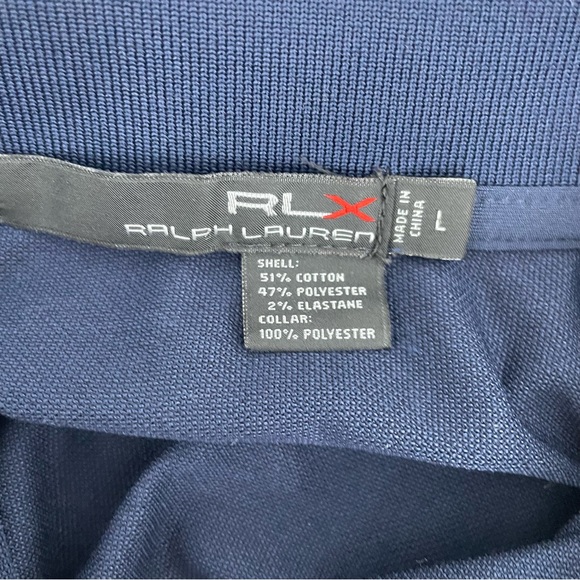 RLX
RALPH LAUREN
MADE IN
CHINA
L
SHELL:
51% COTTON
47% POLYESTER
2% ELASTANE
COLLAR:
100% POLYESTER